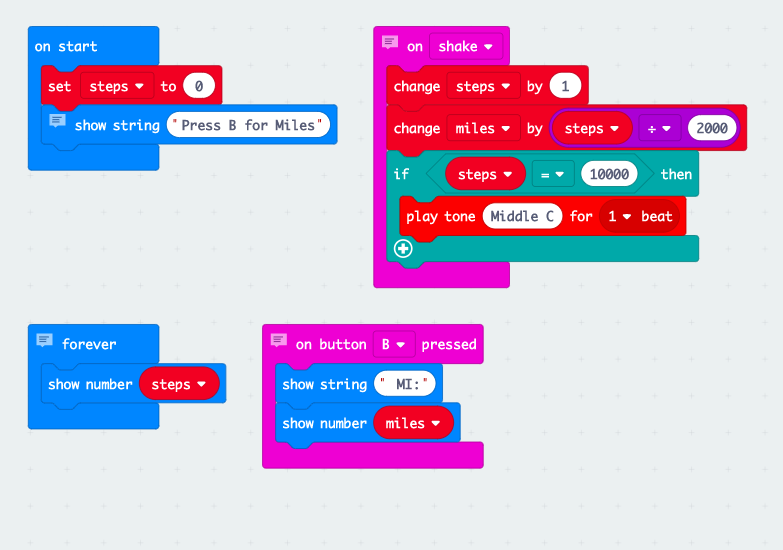 on start
set steps to 0
show string "Press B for Miles"
on shake
change steps by 1
change miles by steps ÷ 2000
if steps = 10000 then
play tone Middle C for 1 beat
forever
show number steps
on button B pressed
show string " MI:"
show number miles